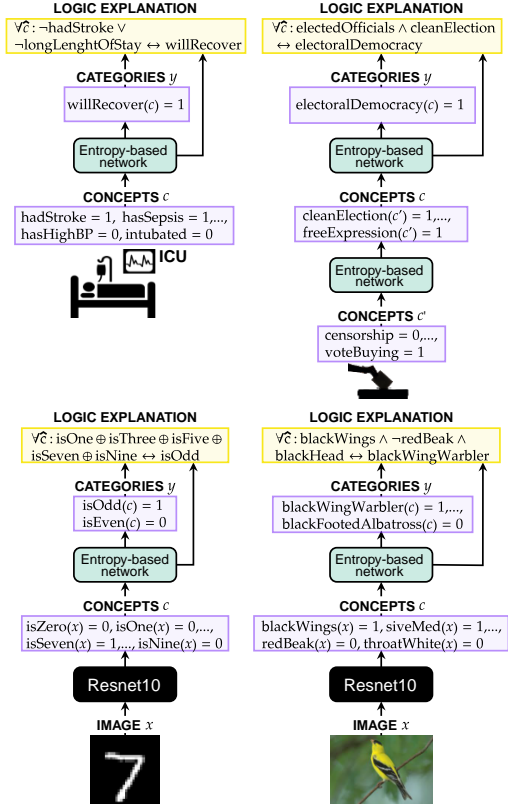 LOGIC EXPLANATION
∀ĉ : ¬hadStroke ∨
¬longLenghtOfStay ↔ willRecover
CATEGORIES y
willRecover(c) = 1
Entropy-based
network
CONCEPTS c
hadStroke = 1, hasSepsis = 1,...,
hasHighBP = 0, intubated = 0
ICU
LOGIC EXPLANATION
∀ĉ : electedOfficials ∧ cleanElection
↔ electoralDemocracy
CATEGORIES y
electoralDemocracy(c) = 1
Entropy-based
network
CONCEPTS c
cleanElection(c′) = 1,...,
freeExpression(c′) = 1
Entropy-based
network
CONCEPTS c'
censorship = 0,...,
voteBuying = 1
LOGIC EXPLANATION
∀ĉ : isOne ⊕ isThree ⊕ isFive ⊕
isSeven ⊕ isNine ↔ isOdd
CATEGORIES y
isOdd(c) = 1
isEven(c) = 0
Entropy-based
network
CONCEPTS c
isZero(x) = 0, isOne(x) = 0,...,
isSeven(x) = 1,..., isNine(x) = 0
Resnet10
IMAGE x
7
LOGIC EXPLANATION
∀ĉ : blackWings ∧ ¬redBeak ∧
blackHead ↔ blackWingWarbler
CATEGORIES y
blackWingWarbler(c) = 1,...,
blackFootedAlbatross(c) = 0
Entropy-based
network
CONCEPTS c
blackWings(x) = 1, siveMed(x) = 1,...,
redBeak(x) = 0, throatWhite(x) = 0
Resnet10
IMAGE x